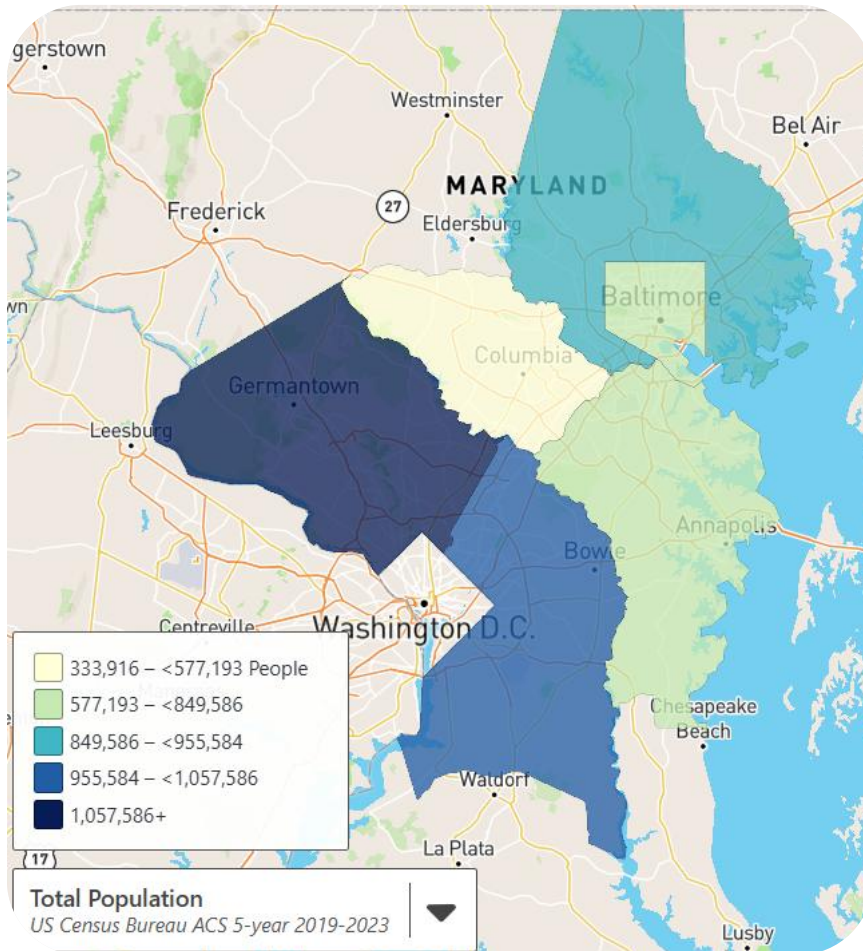 gerstown
Westminster
Bel Air
MARYLAND
27
Frederick
Eldersburg
wn
Baltimore
Columbia
Germantown
Leesburg
Annapolis
Bowie
Centreville
Washington D.C.
333,916 – <577,193 People
577,193 – <849,586
849,586 – <955,584
955,584 – <1,057,586
1,057,586+
Chesapeake
Beach
Waldorf
17
La Plata
Total Population
US Census Bureau ACS 5-year 2019-2023
Lusby